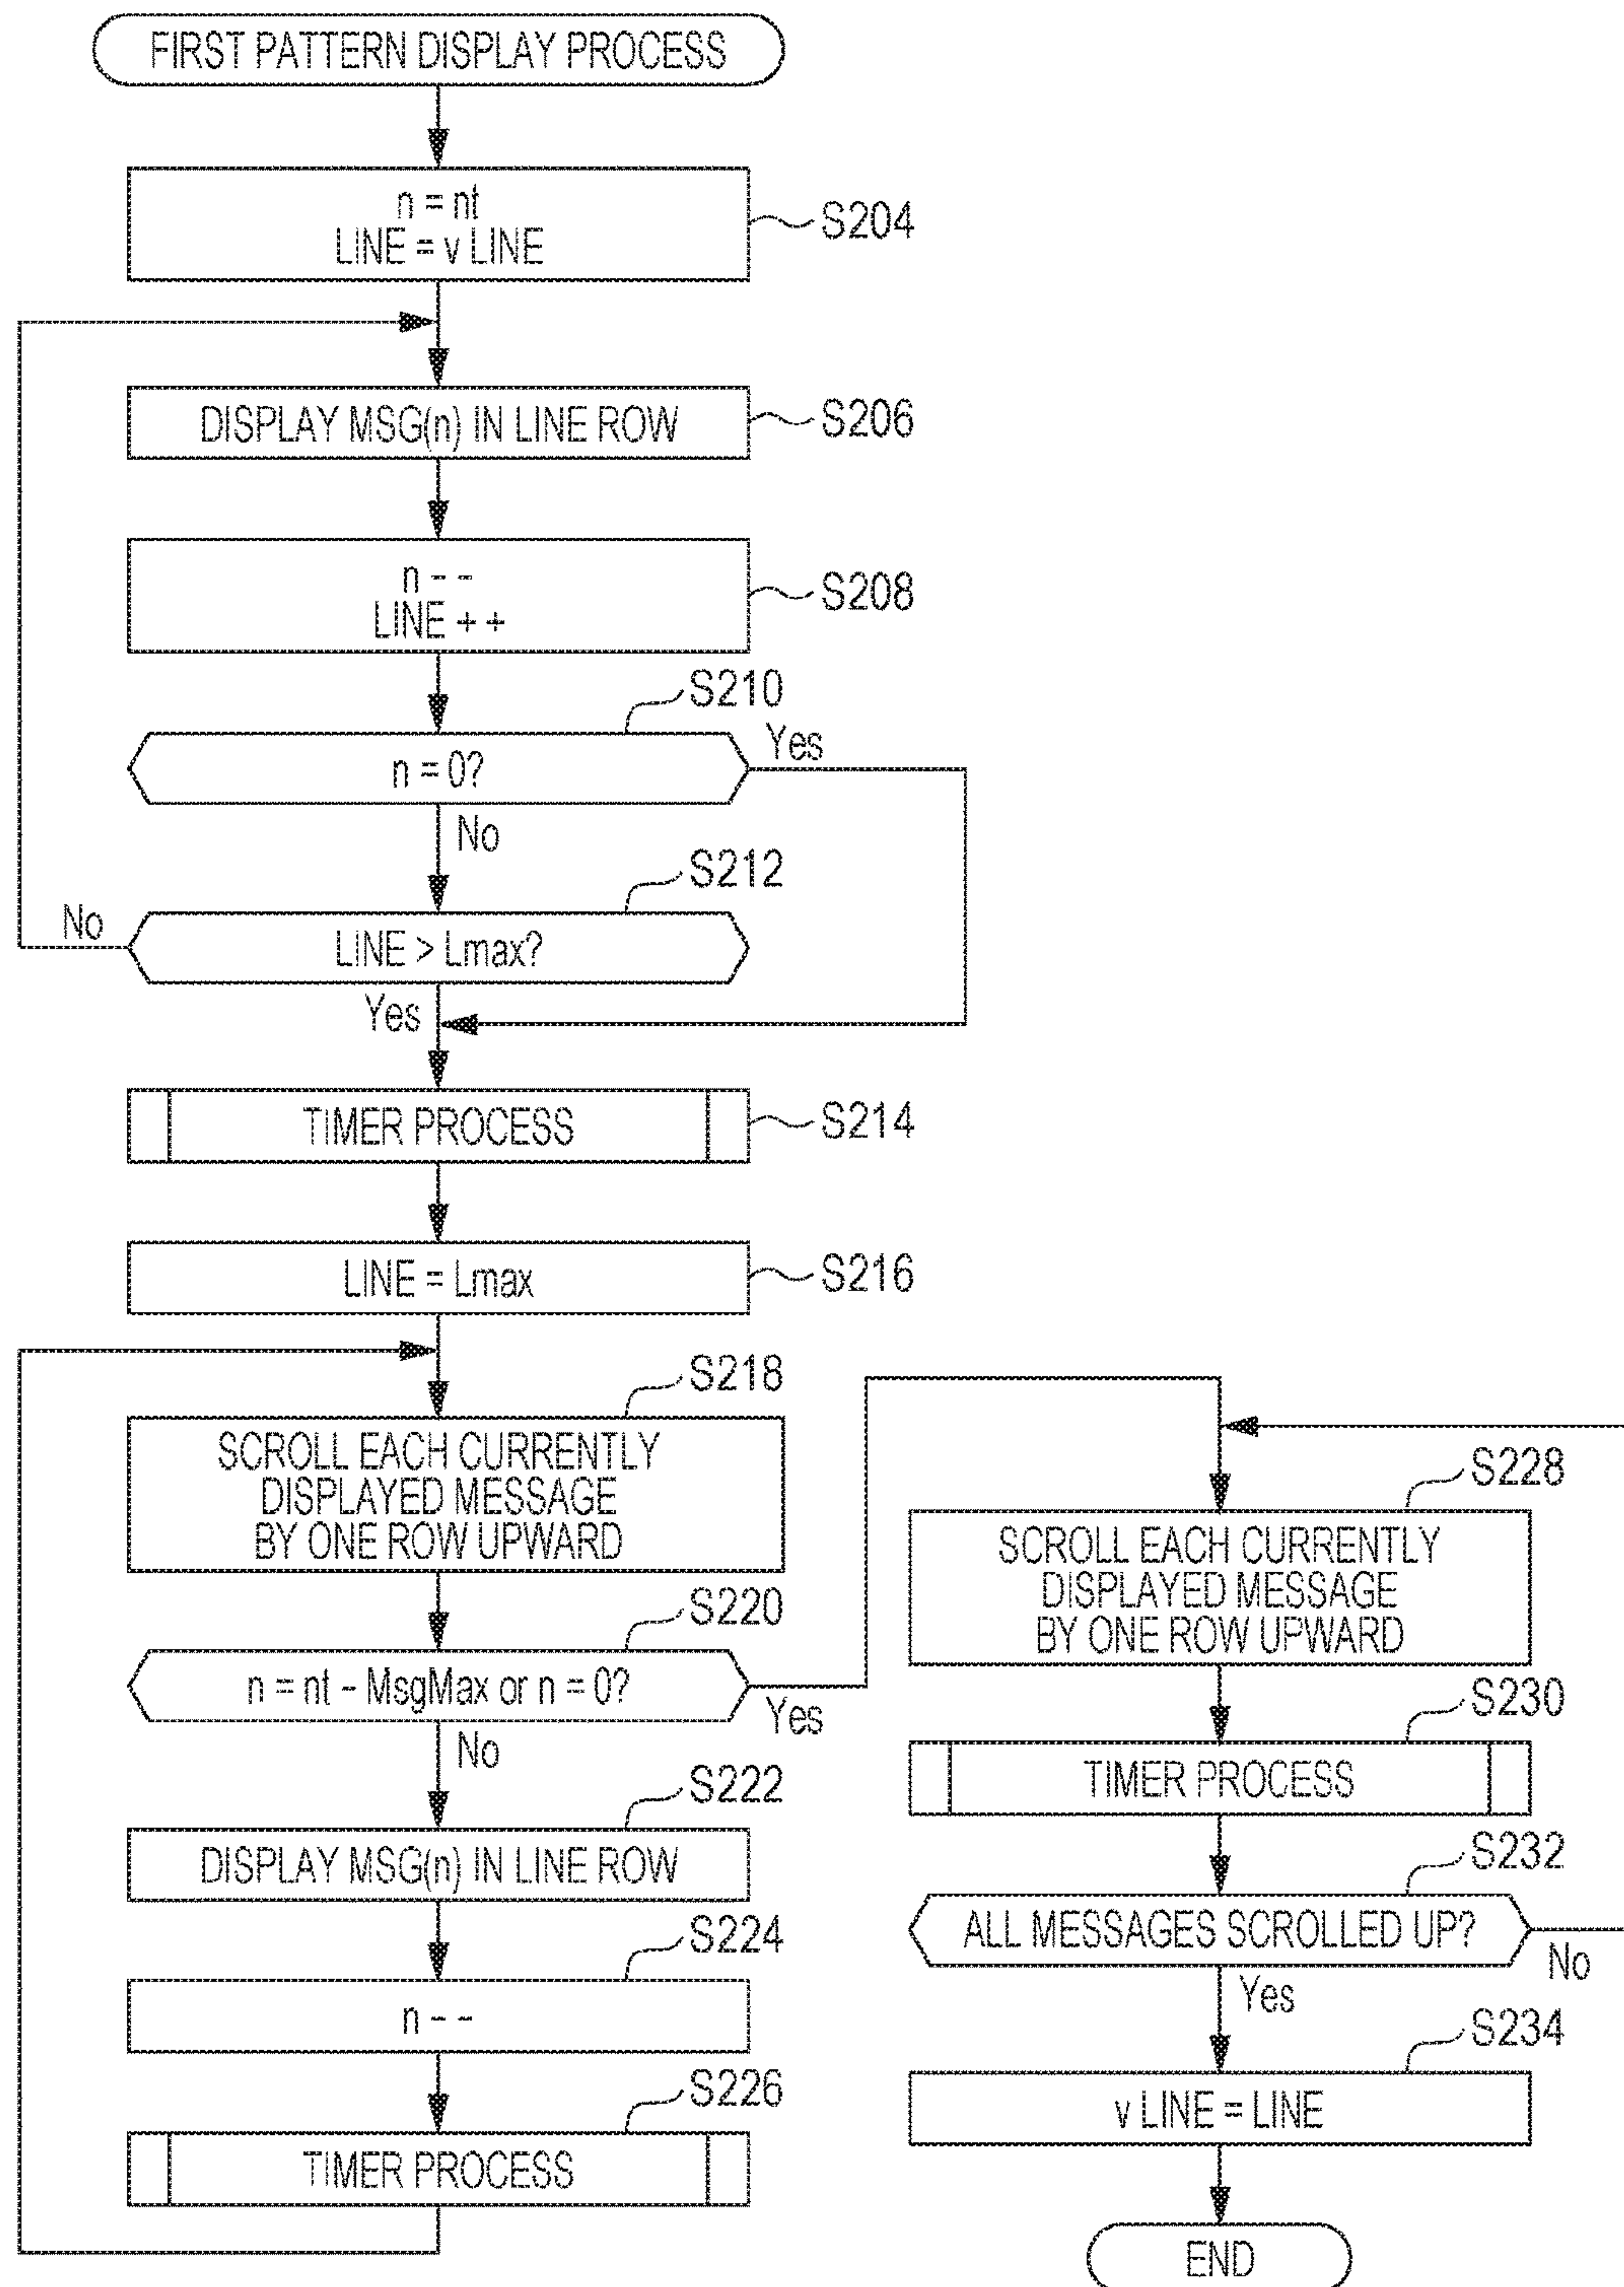 FIRST PATTERN DISPLAY PROCESS
n = nt
LINE = v LINE
S204
DISPLAY MSG(n) IN LINE ROW
S206
n - -
LINE + +
S208
S210
n = 0?
Yes
No
S212
LINE > Lmax?
No
Yes
TIMER PROCESS
S214
LINE = Lmax
S216
S218
SCROLL EACH CURRENTLY
DISPLAYED MESSAGE
BY ONE ROW UPWARD
S220
n = nt - MsgMax or n = 0?
Yes
No
S222
DISPLAY MSG(n) IN LINE ROW
S224
n - -
S226
TIMER PROCESS
S228
SCROLL EACH CURRENTLY
DISPLAYED MESSAGE
BY ONE ROW UPWARD
S230
TIMER PROCESS
S232
ALL MESSAGES SCROLLED UP?
No
Yes
S234
v LINE = LINE
END